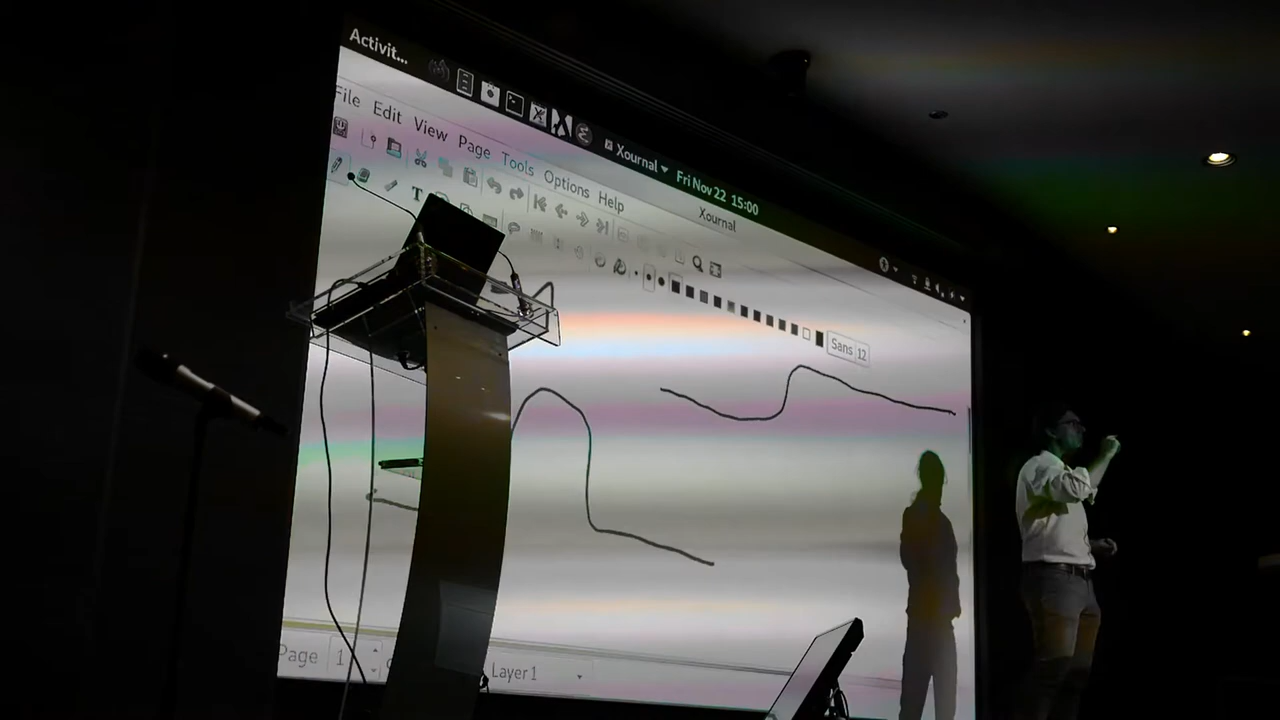 Activit... Xournal Fri Nov 22 15:00
Xournal
File Edit View Page Tools Options Help
T
Sans 12
Page 1 Layer 1